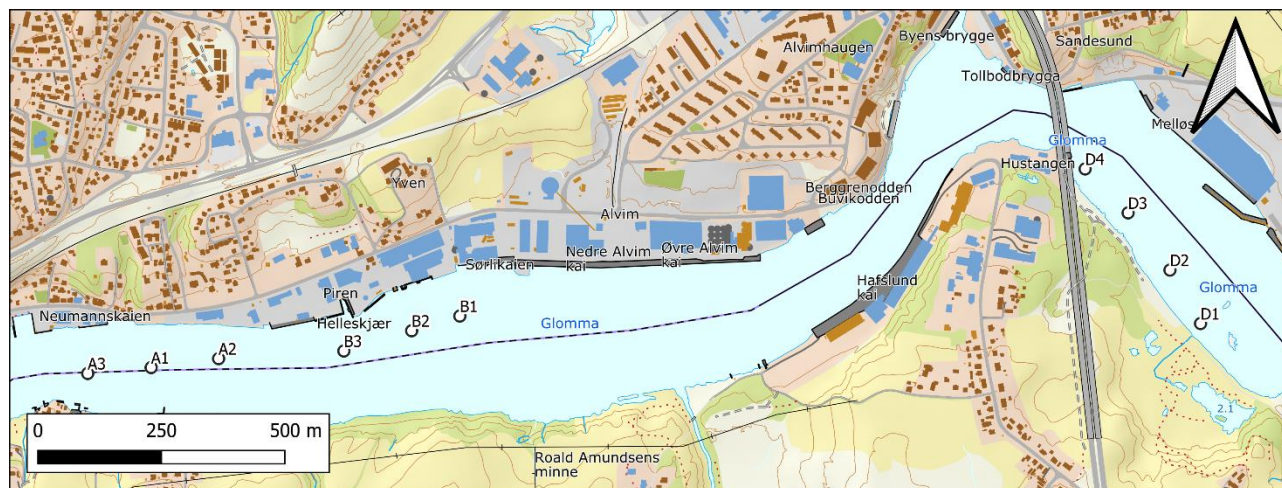 Byens brygge
Sandesund
Alvimhaugen
Tollbodbrygga
Melløs
Glomma
D4
Hustangen
Yven
Berggrenodden
Buvikodden
D3
Alvim
Nedre Alvim
kai
Øvre Alvim
kai
Sørlikaien
D2
Hafslund
kai
Glomma
Piren
Neumannskaien
Helleskjær
B1
B2
Glomma
D1
B3
A3
A1
A2
0
250
500 m
2.1
Roald Amundsens
minne